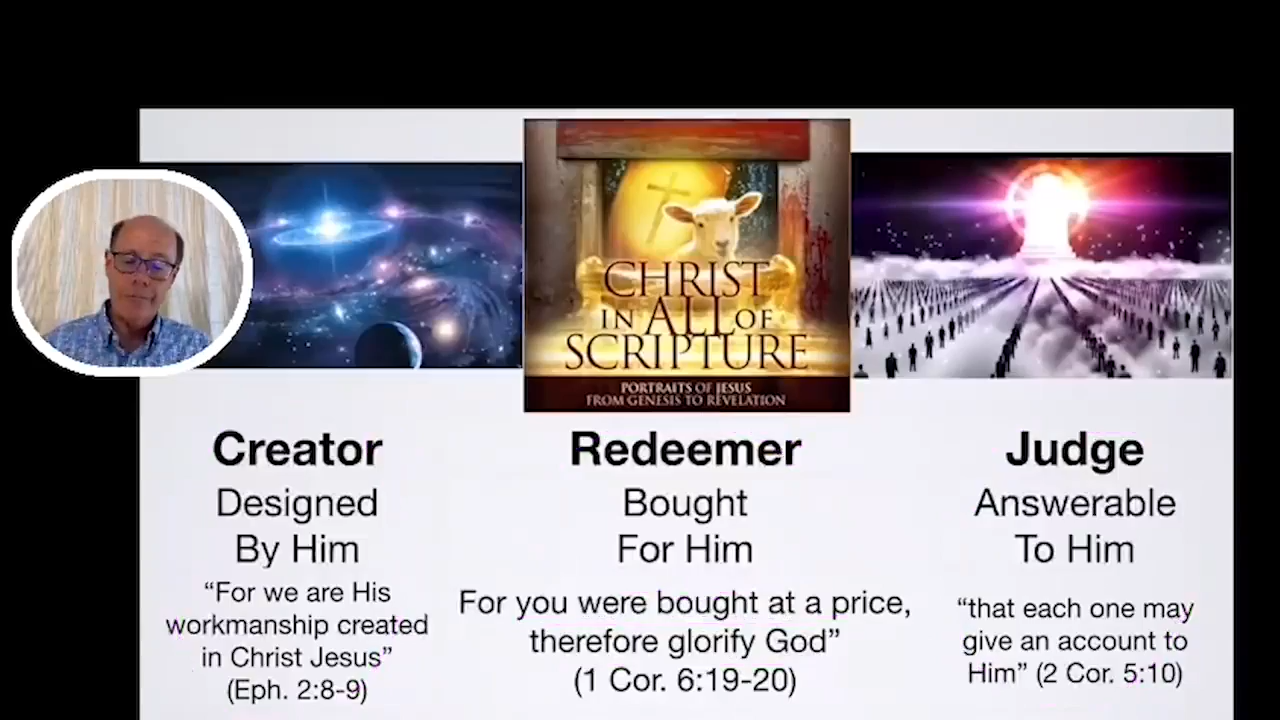 CHRIST
IN ALL OF
SCRIPTURE
PORTRAITS OF JESUS
FROM GENESIS TO REVELATION
Creator
Designed
By Him
“For we are His
workmanship created
in Christ Jesus”
(Eph. 2:8-9)
Redeemer
Bought
For Him
For you were bought at a price,
therefore glorify God”
(1 Cor. 6:19-20)
Judge
Answerable
To Him
“that each one may
give an account to
Him” (2 Cor. 5:10)